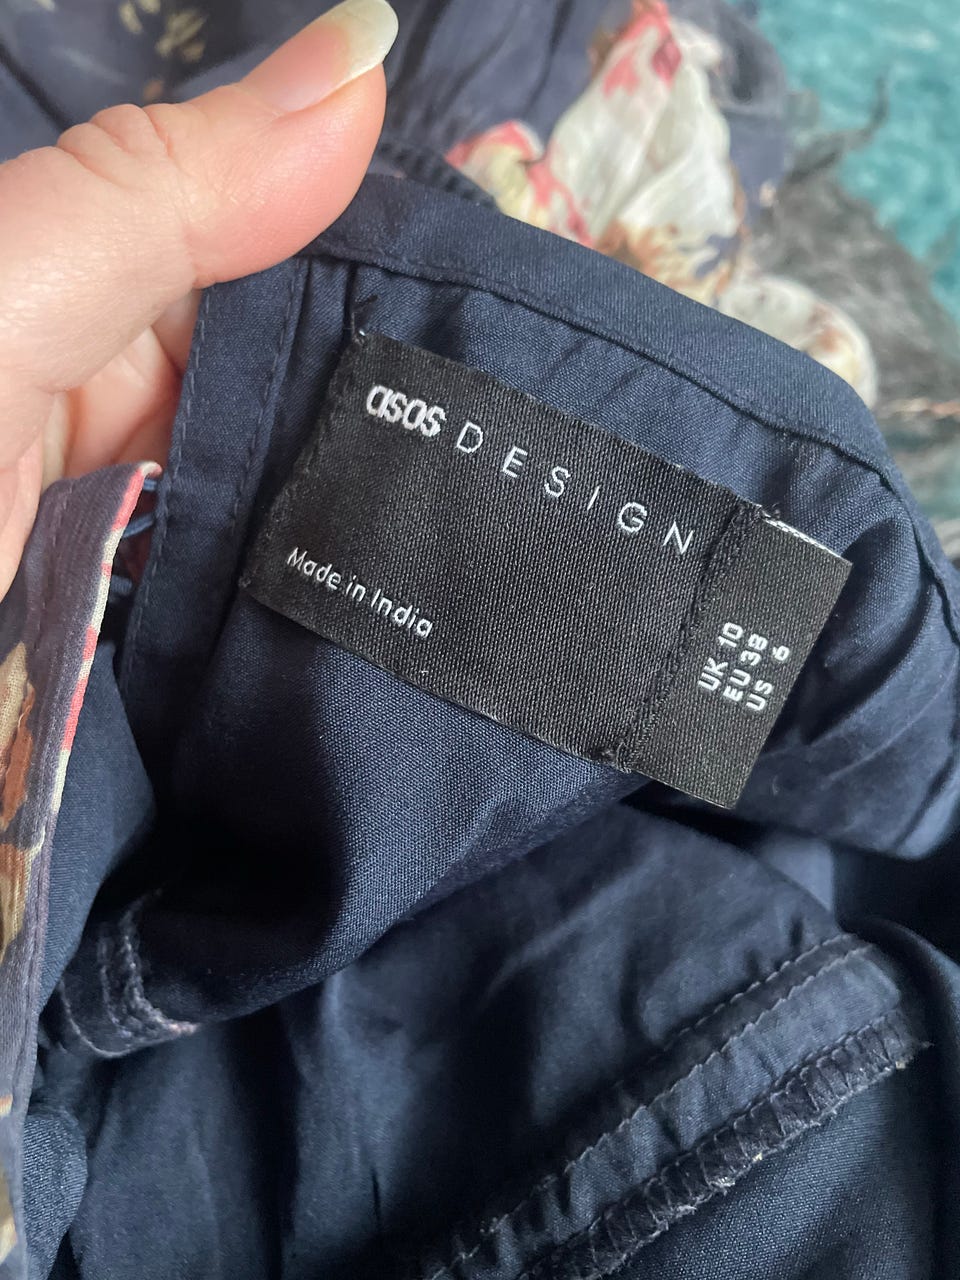 asos DESIGN
Made in India
UK 10
EU 38
US 6